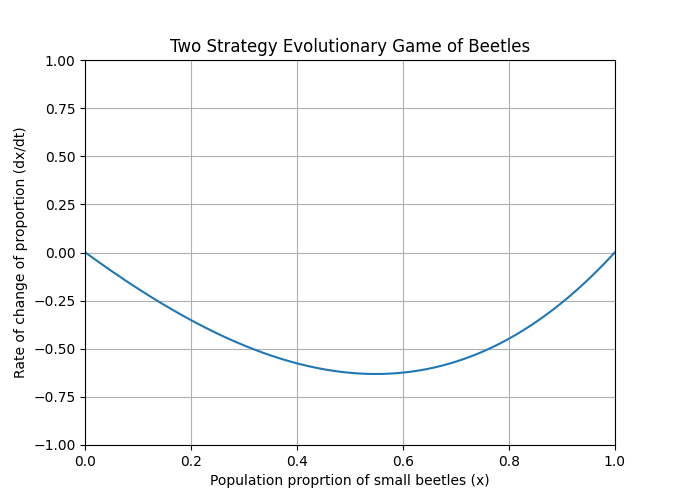 Two Strategy Evolutionary Game of Beetles
Rate of change of proportion (dx/dt)
1.00
0.75
0.50
0.25
0.00
−0.25
−0.50
−0.75
−1.00
0.0 0.2 0.4 0.6 0.8 1.0
Population proprtion of small beetles (x)